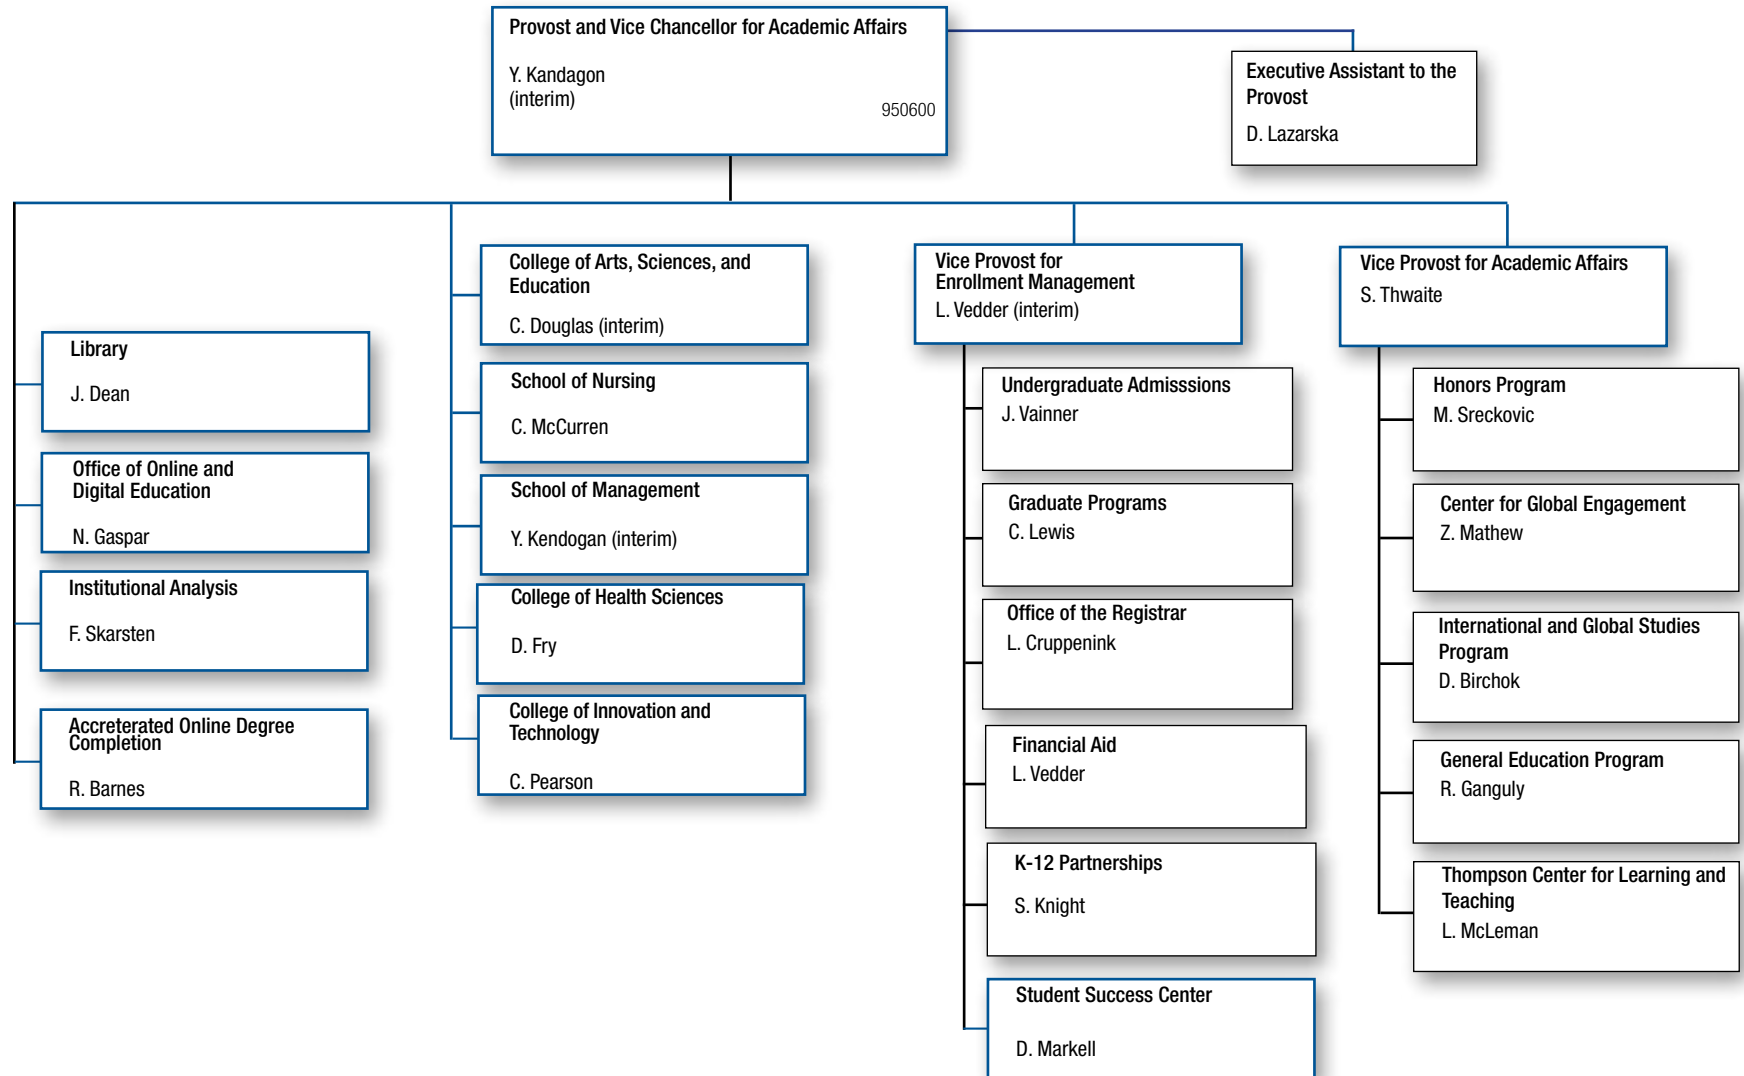 Provost and Vice Chancellor for Academic Affairs
Y. Kandagon
(interim)
950600
Executive Assistant to the
Provost
D. Lazarska
Library
J. Dean
Office of Online and
Digital Education
N. Gaspar
Institutional Analysis
F. Skarsten
Accreterated Online Degree
Completion
R. Barnes
College of Arts, Sciences, and
Education
C. Douglas (interim)
School of Nursing
C. McCurren
School of Management
Y. Kendogan (interim)
College of Health Sciences
D. Fry
College of Innovation and
Technology
C. Pearson
Vice Provost for
Enrollment Management
L. Vedder (interim)
Undergraduate Admisssions
J. Vainner
Graduate Programs
C. Lewis
Office of the Registrar
L. Cruppenink
Financial Aid
L. Vedder
K-12 Partnerships
S. Knight
Student Success Center
D. Markell
Vice Provost for Academic Affairs
S. Thwaite
Honors Program
M. Sreckovic
Center for Global Engagement
Z. Mathew
International and Global Studies
Program
D. Birchok
General Education Program
R. Ganguly
Thompson Center for Learning and
Teaching
L. McLeman